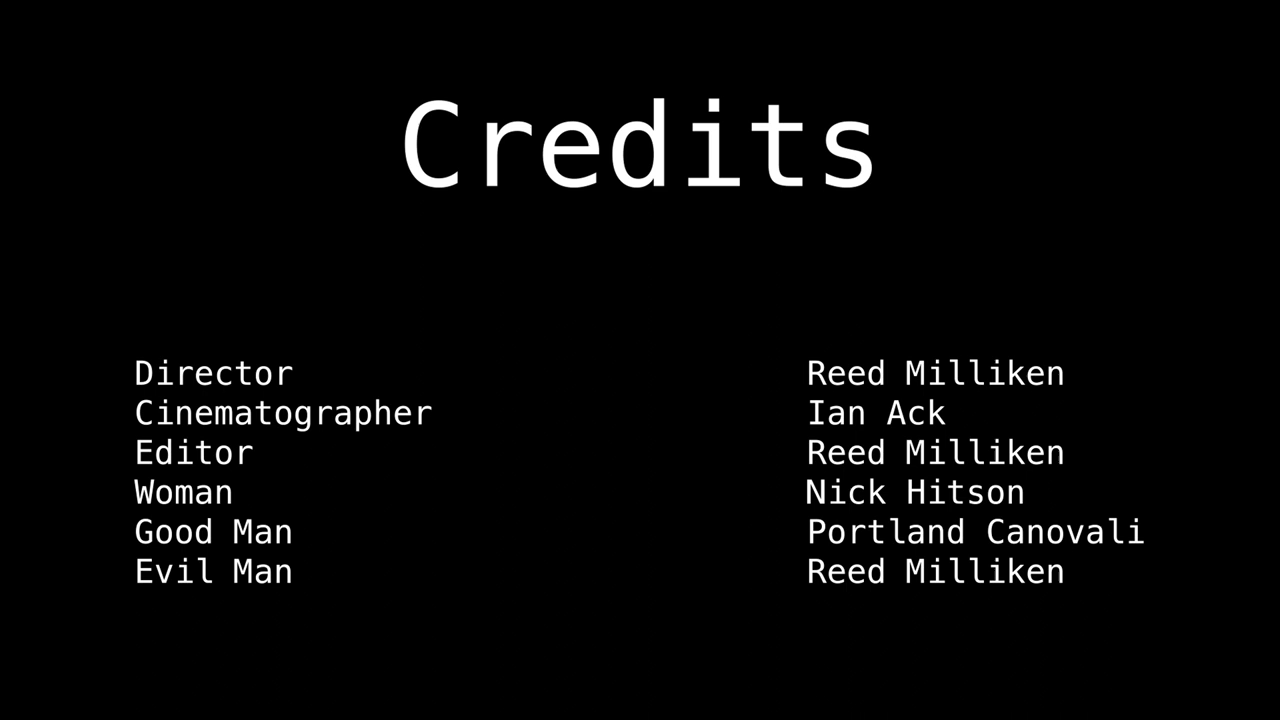 Credits
Director Reed Milliken
Cinematographer Ian Ack
Editor Reed Milliken
Woman Nick Hitson
Good Man Portland Canovali
Evil Man Reed Milliken